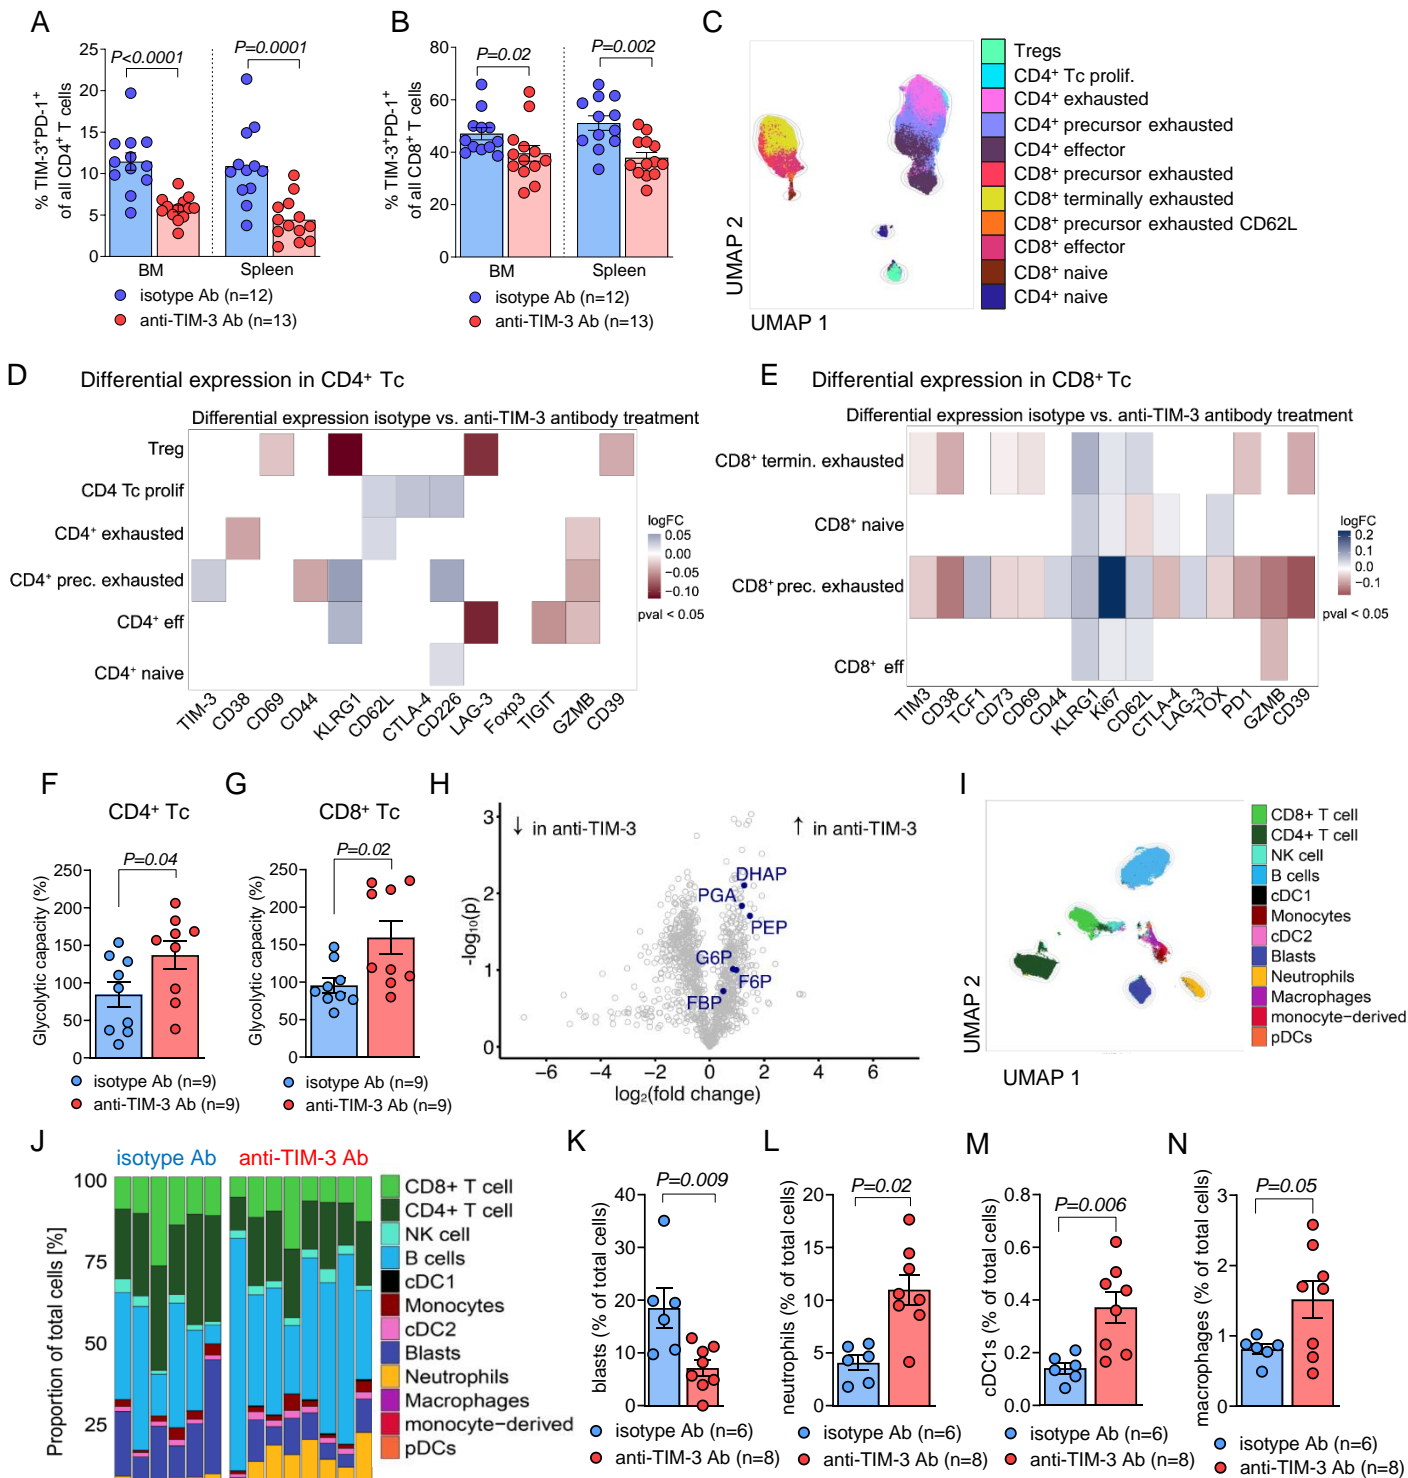 A
P<0.0001
P=0.0001
% TIM-3+PD-1+
of all CD4+ T cells
25
20
15
10
5
0
BM
Spleen
isotype Ab (n=12)
anti-TIM-3 Ab (n=13)
B
P=0.02
P=0.002
% TIM-3+PD-1+
of all CD8+ T cells
80
60
40
20
0
BM
Spleen
isotype Ab (n=12)
anti-TIM-3 Ab (n=13)
C
UMAP 2
UMAP 1
Tregs
CD4+ Tc prolif.
CD4+ exhausted
CD4+ precursor exhausted
CD4+ effector
CD8+ precursor exhausted
CD8+ terminally exhausted
CD8+ precursor exhausted CD62L
CD8+ effector
CD8+ naive
CD4+ naive
D
Differential expression in CD4+ Tc
Differential expression isotype vs. anti-TIM-3 antibody treatment
Treg
CD4 Tc prolif
CD4+ exhausted
CD4+ prec. exhausted
CD4+ eff
CD4+ naive
TIM-3
CD38
CD69
CD44
KLRG1
CD62L
CTLA-4
CD226
LAG-3
Foxp3
TIGIT
GZMB
CD39
logFC
0.05
0.00
−0.05
−0.10
pval < 0.05
E
Differential expression in CD8+ Tc
Differential expression isotype vs. anti-TIM-3 antibody treatment
CD8+ termin. exhausted
CD8+ naive
CD8+ prec. exhausted
CD8+ eff
TIM3
CD38
TCF-1
CD73
CD69
CD44
KLRG1
Ki67
CD62L
CTLA-4
LAG-3
TOX
PD1
GZMB
CD39
logFC
0.2
0.1
0.0
−0.1
pval < 0.05
F
CD4+ Tc
P=0.04
Glycolytic capacity (%)
250
200
150
100
50
0
isotype Ab (n=9)
anti-TIM-3 Ab (n=9)
G
CD8+ Tc
P=0.02
Glycolytic capacity (%)
250
200
150
100
50
0
isotype Ab (n=9)
anti-TIM-3 Ab (n=9)
H
↓ in anti-TIM-3
↑ in anti-TIM-3
-log10(p)
3
2
1
0
DHAP
PGA
PEP
G6P
F6P
FBP
−6
−4
−2
0
2
4
6
log2(fold change)
I
UMAP 2
UMAP 1
CD8+ T cell
CD4+ T cell
NK cell
B cells
cDC1
Monocytes
cDC2
Blasts
Neutrophils
Macrophages
monocyte−derived
pDCs
J
isotype Ab
anti-TIM-3 Ab
Proportion of total cells [%]
100
75
50
25
CD8+ T cell
CD4+ T cell
NK cell
B cells
cDC1
Monocytes
cDC2
Blasts
Neutrophils
Macrophages
monocyte−derived
pDCs
K
P=0.009
blasts (% of total cells)
40
30
20
10
0
isotype Ab (n=6)
anti-TIM-3 Ab (n=8)
L
P=0.02
neutrophils (% of total cells)
20
15
10
5
0
isotype Ab (n=6)
anti-TIM-3 Ab (n=8)
M
P=0.006
cDC1s (% of total cells)
0.8
0.6
0.4
0.2
0.0
isotype Ab (n=6)
anti-TIM-3 Ab (n=8)
N
P=0.05
macrophages (% of total cells)
3
2
1
0
isotype Ab (n=6)
anti-TIM-3 Ab (n=8)